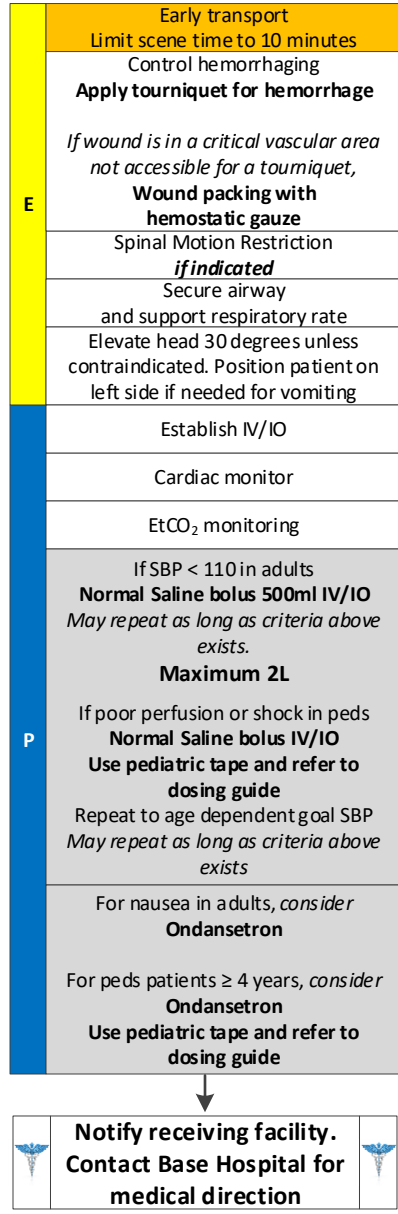 Early transport
Limit scene time to 10 minutes
E
Control hemorrhaging
Apply tourniquet for hemorrhage
If wound is in a critical vascular area
not accessible for a tourniquet,
Wound packing with
hemostatic gauze
Spinal Motion Restriction
if indicated
Secure airway
and support respiratory rate
Elevate head 30 degrees unless
contraindicated. Position patient on
left side if needed for vomiting
P
Establish IV/IO
Cardiac monitor
EtCO₂ monitoring
If SBP < 110 in adults
Normal Saline bolus 500ml IV/IO
May repeat as long as criteria above
exists.
Maximum 2L
If poor perfusion or shock in peds
Normal Saline bolus IV/IO
Use pediatric tape and refer to
dosing guide
Repeat to age dependent goal SBP
May repeat as long as criteria above
exists
For nausea in adults, consider
Ondansetron
For peds patients ≥ 4 years, consider
Ondansetron
Use pediatric tape and refer to
dosing guide
Notify receiving facility.
Contact Base Hospital for
medical direction